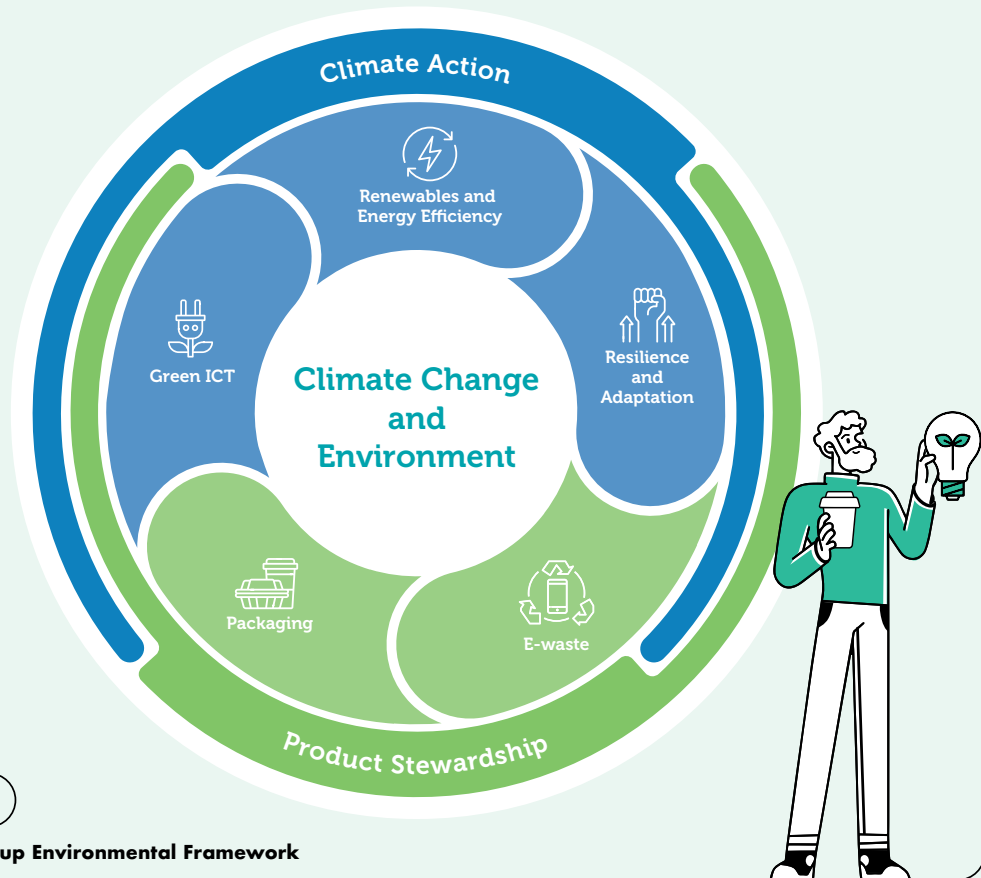 Climate Action
Renewables and
Energy Efficiency
Green ICT
Resilience
and
Adaptation
Climate Change
and
Environment
Packaging
E-waste
Product Stewardship
Environmental Framework